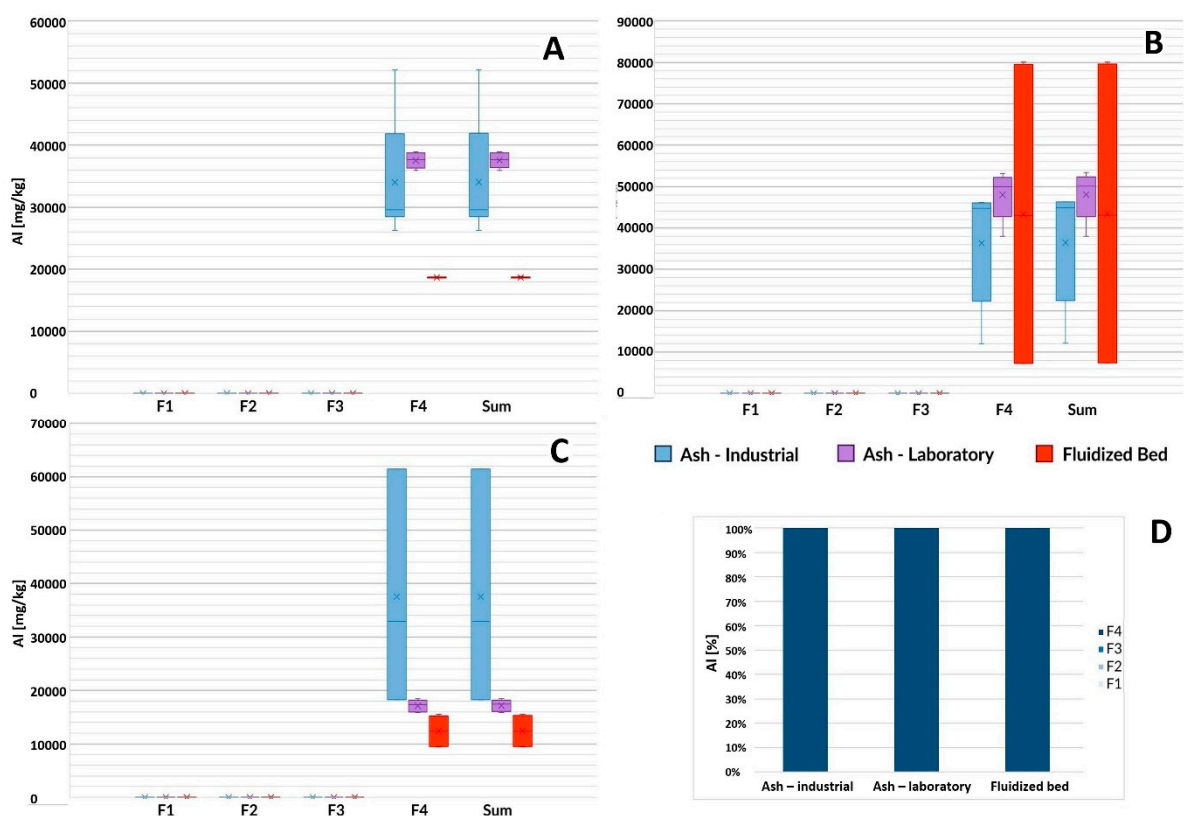 A
Al [mg/kg]
60000
50000
40000
30000
20000
10000
0
F1 F2 F3 F4 Sum
B
90000
80000
70000
60000
50000
40000
30000
20000
10000
0
F1 F2 F3 F4 Sum
C
Al [mg/kg]
70000
60000
50000
40000
30000
20000
10000
0
F1 F2 F3 F4 Sum
Ash - Industrial Ash - Laboratory Fluidized Bed
D
Al [%]
100%
90%
80%
70%
60%
50%
40%
30%
20%
10%
0%
Ash – industrial Ash – laboratory Fluidized bed
F4
F3
F2
F1